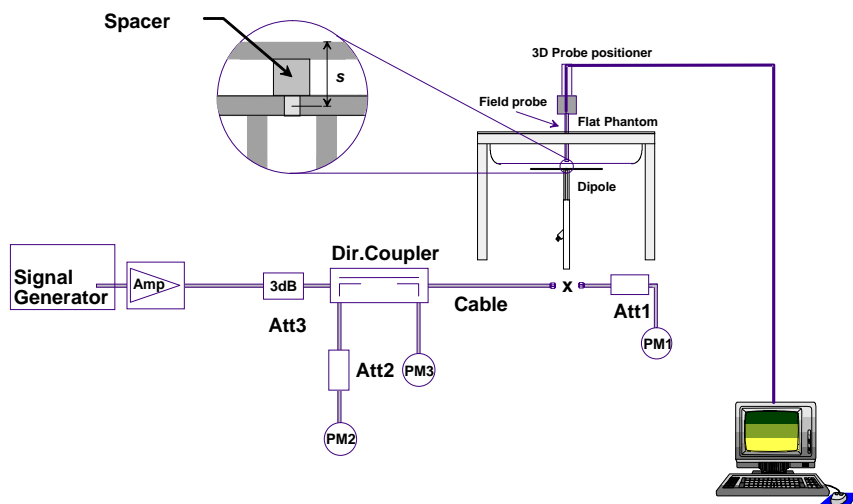 Spacer
s
3D Probe positioner
Field probe
Flat Phantom
Dipole
Signal
Generator
Amp
3dB
Att3
Dir.Coupler
Cable
x
Att1
PM1
Att2
PM3
PM2